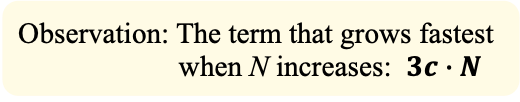 Observation: The term that grows fastest
when N increases: 3c · N